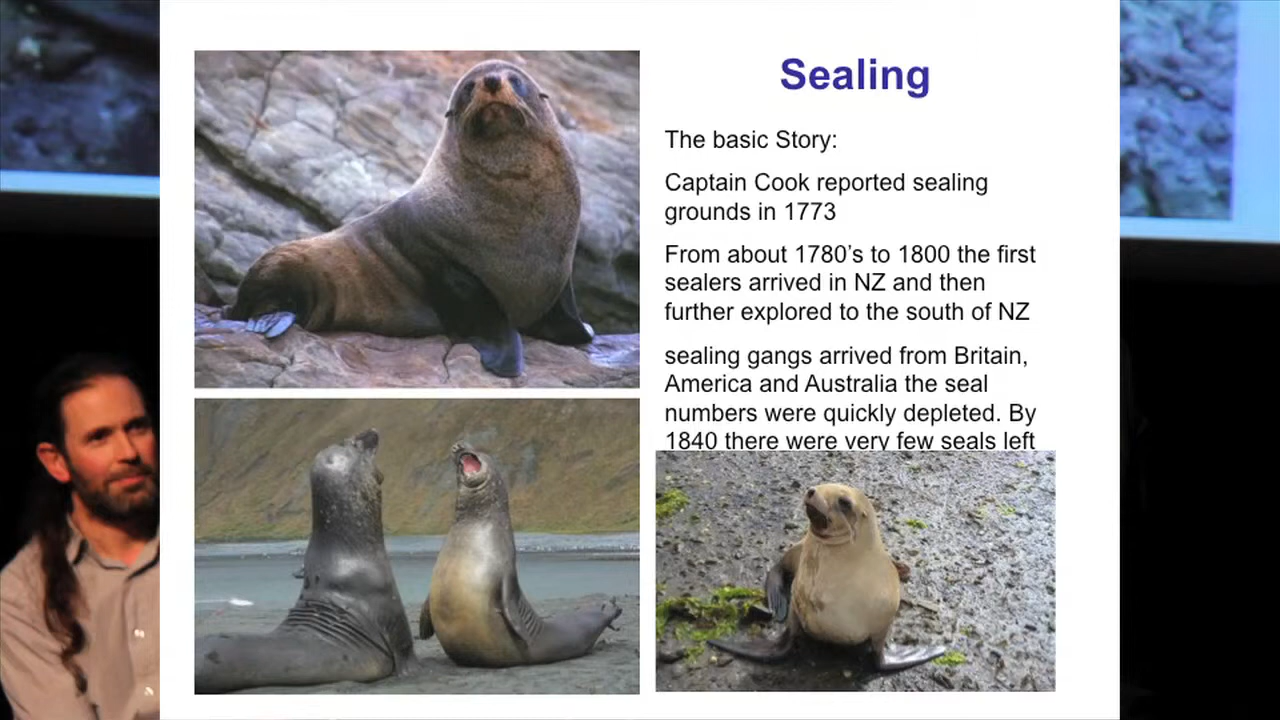 Sealing
The basic Story:
Captain Cook reported sealing
grounds in 1773
From about 1780’s to 1800 the first
sealers arrived in NZ and then
further explored to the south of NZ
sealing gangs arrived from Britain,
America and Australia the seal
numbers were quickly depleted. By
1840 there were very few seals left